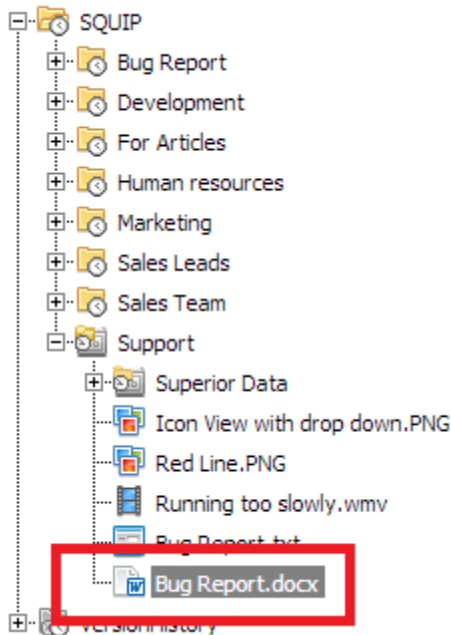 SQUIP
Bug Report
Development
For Articles
Human resources
Marketing
Sales Leads
Sales Team
Support
Superior Data
Icon View with drop down.PNG
Red Line.PNG
Running too slowly.wmv
Bug Report.txt
Bug Report.docx
VersionHistory